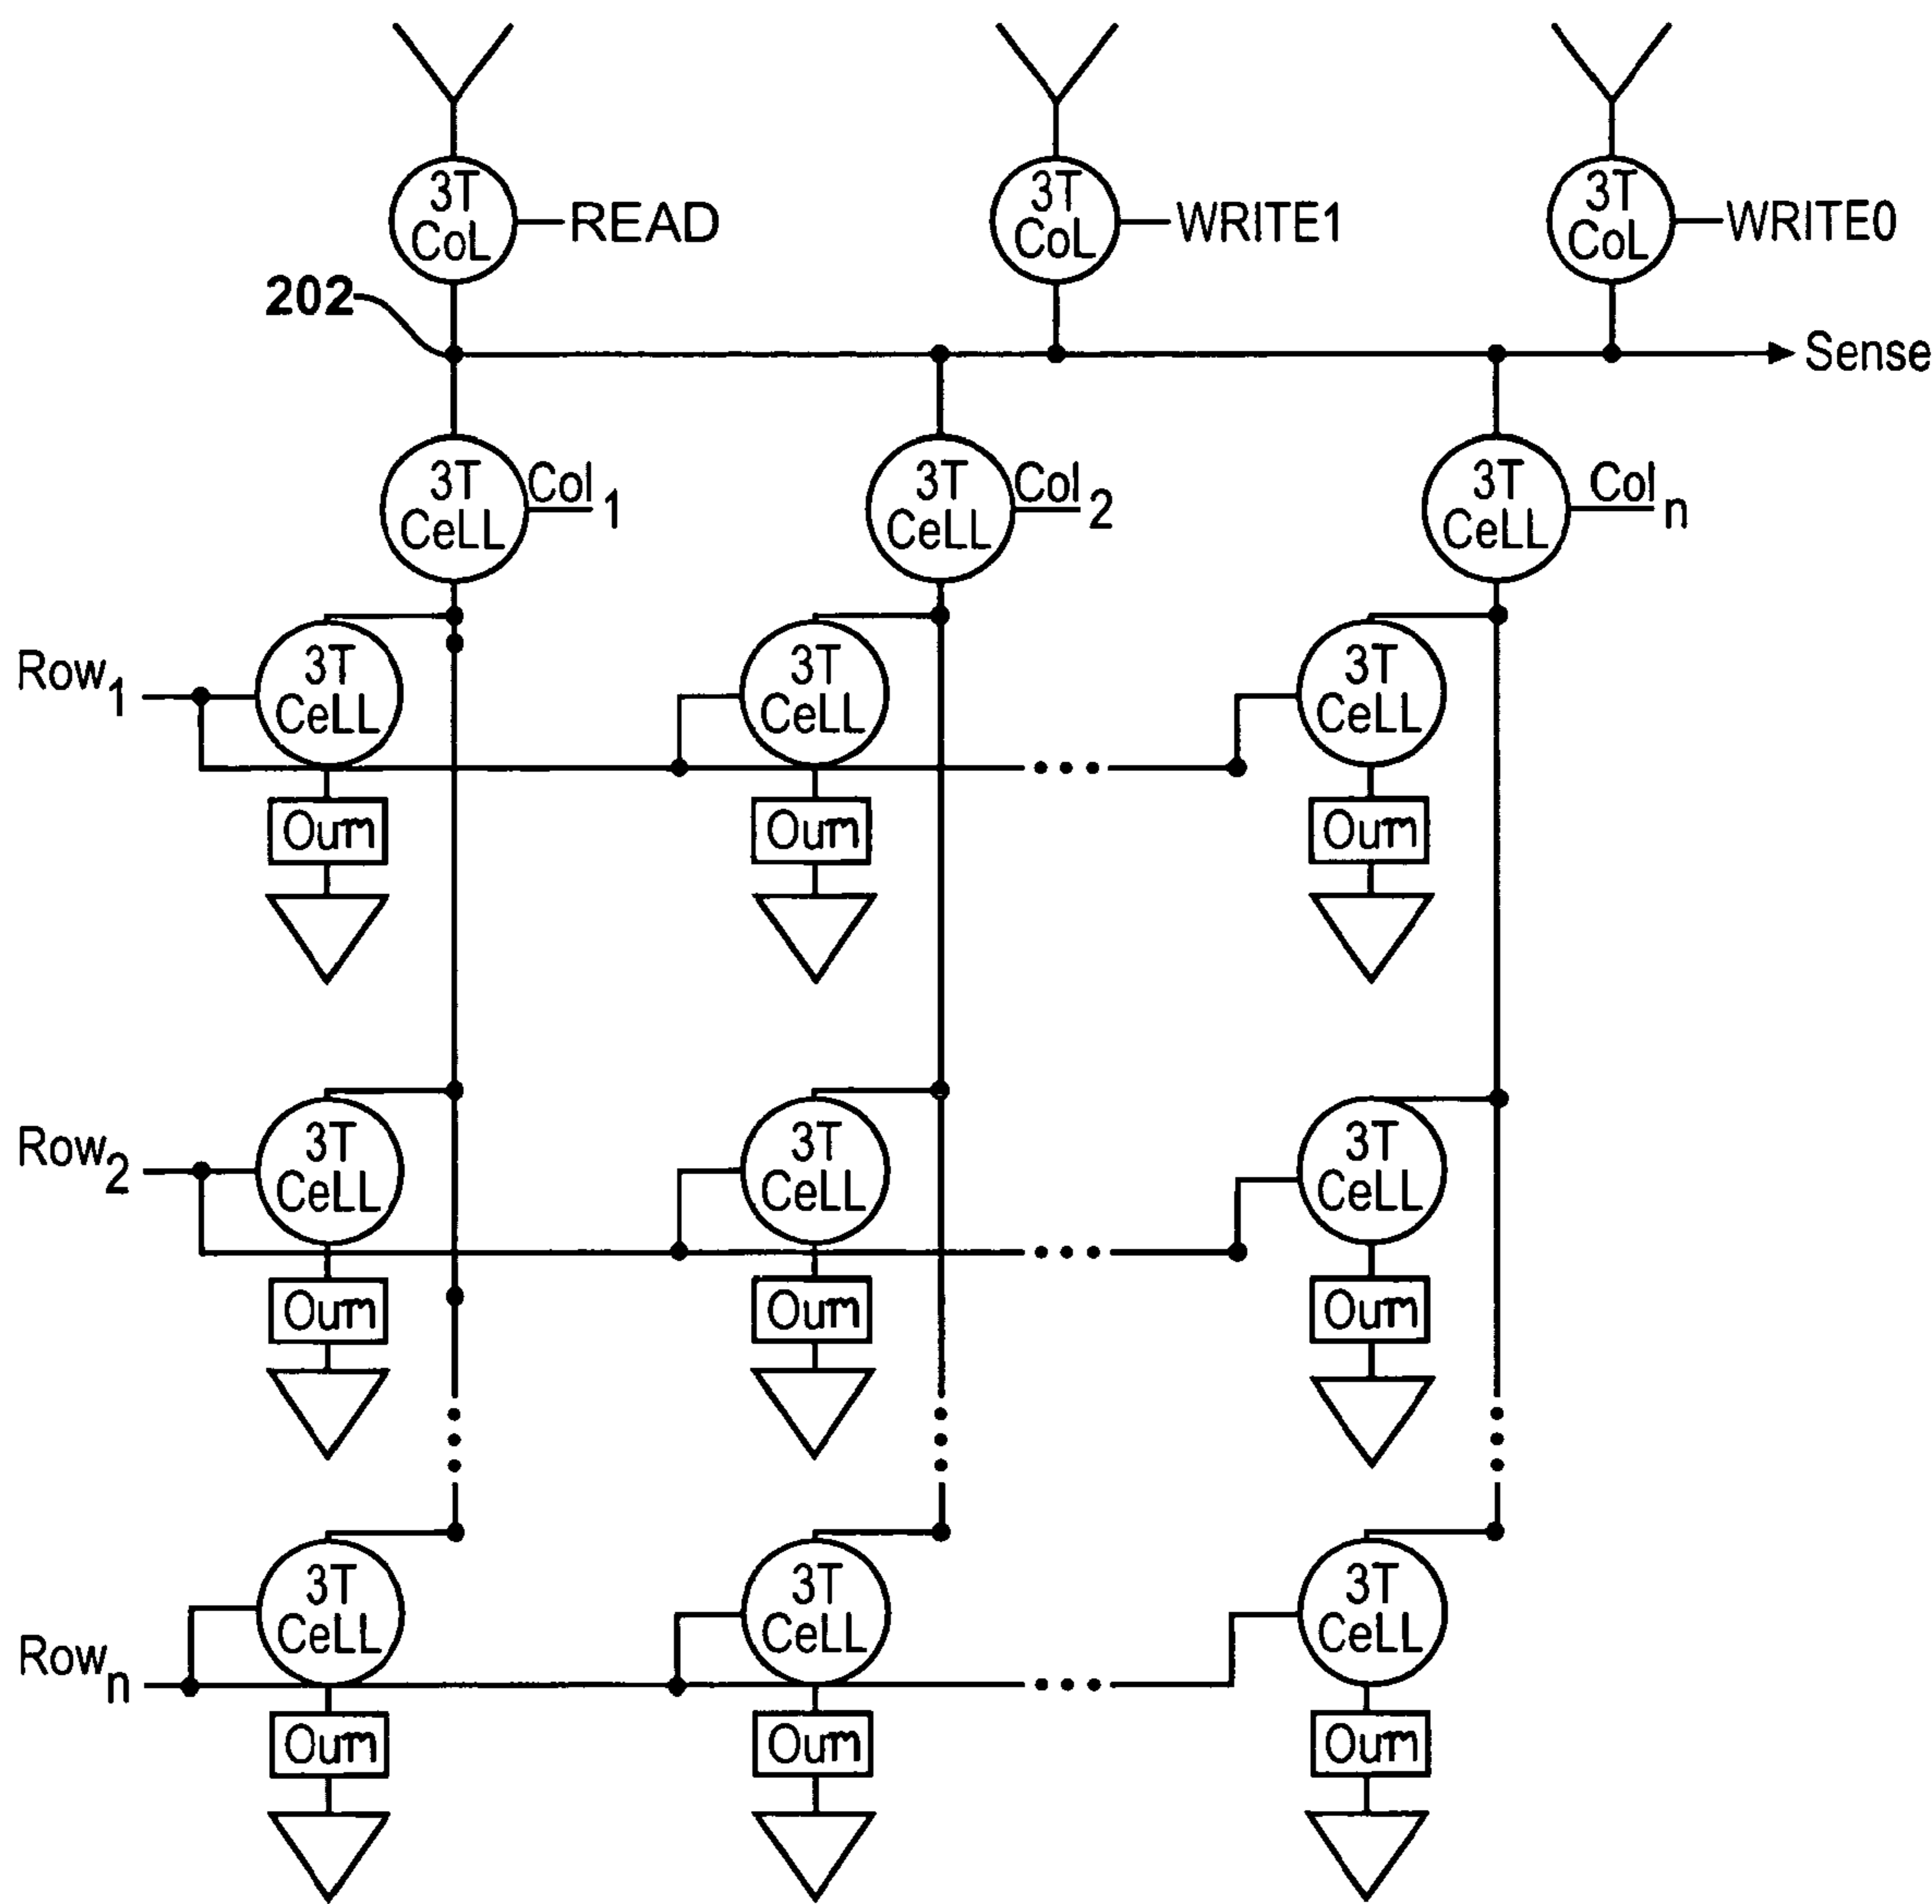 3T CoL READ
3T CoL WRITE1
3T CoL WRITE0
202
Sense
3T CeLL Col1
3T CeLL Col2
3T CeLL Coln
Row1
3T CeLL
3T CeLL
3T CeLL
Oum
Oum
Oum
Row2
3T CeLL
3T CeLL
3T CeLL
Oum
Oum
Oum
Rown
3T CeLL
3T CeLL
3T CeLL
Oum
Oum
Oum